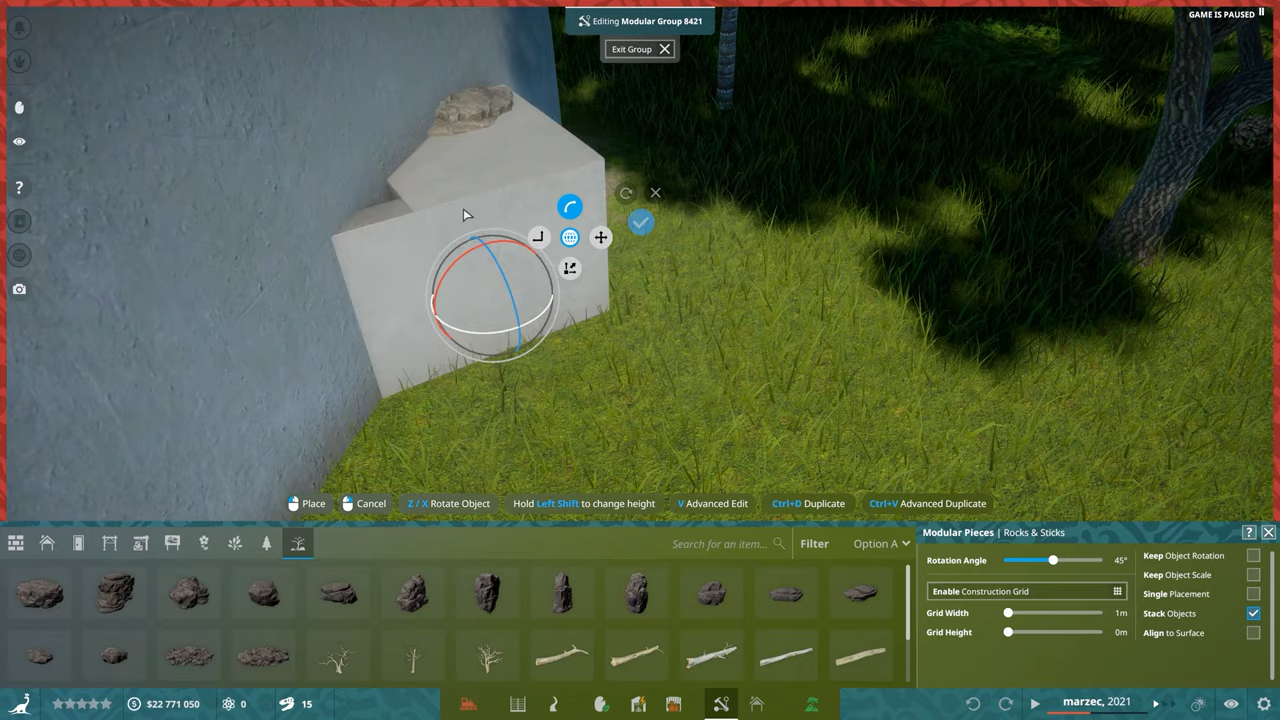 Editing Modular Group 8421
GAME IS PAUSED
Exit Group
?
Place
Cancel
Z / X Rotate Object
Hold Left Shift to change height
V Advanced Edit
Ctrl+D Duplicate
Ctrl+V Advanced Duplicate
Search for an item...
Filter
Option A
Modular Pieces | Rocks & Sticks
?
Rotation Angle
45°
Enable Construction Grid
Grid Width
1m
Grid Height
0m
Keep Object Rotation
Keep Object Scale
Single Placement
Stack Objects
Align to Surface
$22 771 050
0
15
marzec, 2021